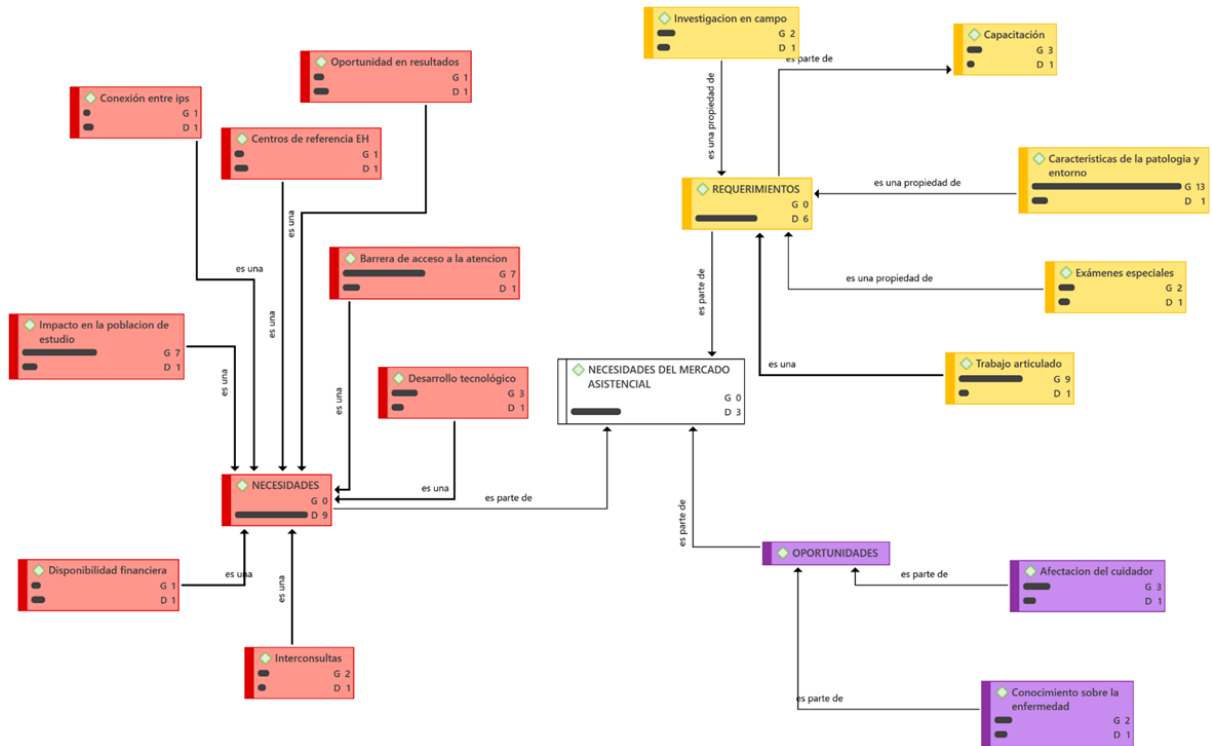 Investigacion en campo
G 2
D 1
Capacitación
G 3
D 1
es parte de
Oportunidad en resultados
G 1
D 1
Conexión entre ips
G 1
D 1
Centros de referencia EH
G 1
D 1
es una propiedad de
Caracteristicas de la patologia y
entorno
G 13
D 1
es una propiedad de
REQUERIMIENTOS
G 0
D 6
es una
es una
Barrera de acceso a la atencion
G 7
D 1
es una propiedad de
Exámenes especiales
G 2
D 1
es parte de
Impacto en la poblacion de
estudio
G 7
D 1
es una
es una
Desarrollo tecnológico
G 3
D 1
NECESIDADES DEL MERCADO
ASISTENCIAL
G 0
D 3
es una
Trabajo articulado
G 9
D 1
NECESIDADES
G 0
D 9
es una
es parte de
es parte de
OPORTUNIDADES
Disponibilidad financiera
G 1
D 1
es una
es una
es parte de
Afectacion del cuidador
G 3
D 1
Interconsultas
G 2
D 1
es parte de
Conocimiento sobre la
enfermedad
G 2
D 1